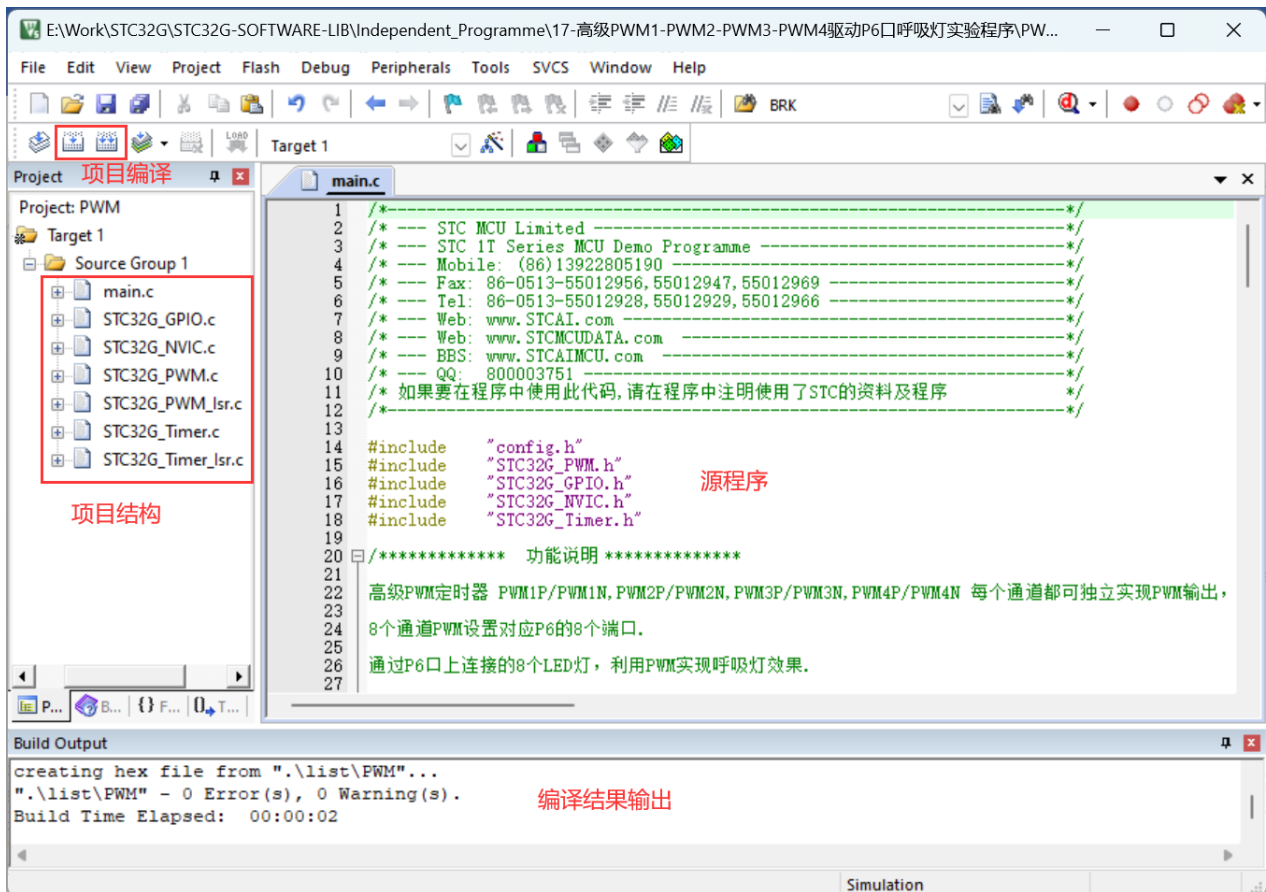 E:\Work\STC32G\STC32G-SOFTWARE-LIB\Independent_Programme\17-高级PWM1-PWM2-PWM3-PWM4驱动P6口呼吸灯实验程序\PW...
File Edit View Project Flash Debug Peripherals Tools SVCS Window Help
BRK
LOAD Target 1
Project 项目编译
main.c
Project: PWM
Target 1
Source Group 1
main.c
STC32G_GPIO.c
STC32G_NVIC.c
STC32G_PWM.c
STC32G_PWM_Isr.c
STC32G_Timer.c
STC32G_Timer_Isr.c
项目结构
P... B... {} F... T...
1 /*---------------------------------------------------------------------*/
2 /* --- STC MCU Limited ------------------------------------------------*/
3 /* --- STC 1T Series MCU Demo Programme -------------------------------*/
4 /* --- Mobile: (86)13922805190 ----------------------------------------*/
5 /* --- Fax: 86-0513-55012956,55012947,55012969 ------------------------*/
6 /* --- Tel: 86-0513-55012928,55012929,55012966 ------------------------*/
7 /* --- Web: www.STCAI.com ---------------------------------------------*/
8 /* --- Web: www.STCMCUDATA.com  ---------------------------------------*/
9 /* --- BBS: www.STCAIMCU.com  -----------------------------------------*/
10 /* --- QQ:  800003751 -------------------------------------------------*/
11 /* 如果要在程序中使用此代码,请在程序中注明使用了STC的资料及程序            */
12 /*---------------------------------------------------------------------*/
13
14 #include "config.h"
15 #include "STC32G_PWM.h"
16 #include "STC32G_GPIO.h"
17 #include "STC32G_NVIC.h"
18 #include "STC32G_Timer.h"
源程序
19
20 /************* 功能说明 **************
21
22 高级PWM定时器 PWM1P/PWM1N,PWM2P/PWM2N,PWM3P/PWM3N,PWM4P/PWM4N 每个通道都可独立实现PWM输出，
23
24 8个通道PWM设置对应P6的8个端口.
25
26 通过P6口上连接的8个LED灯，利用PWM实现呼吸灯效果.
27
Build Output
creating hex file from ".\list\PWM"...
".\list\PWM" - 0 Error(s), 0 Warning(s).
Build Time Elapsed:  00:00:02
编译结果输出
Simulation